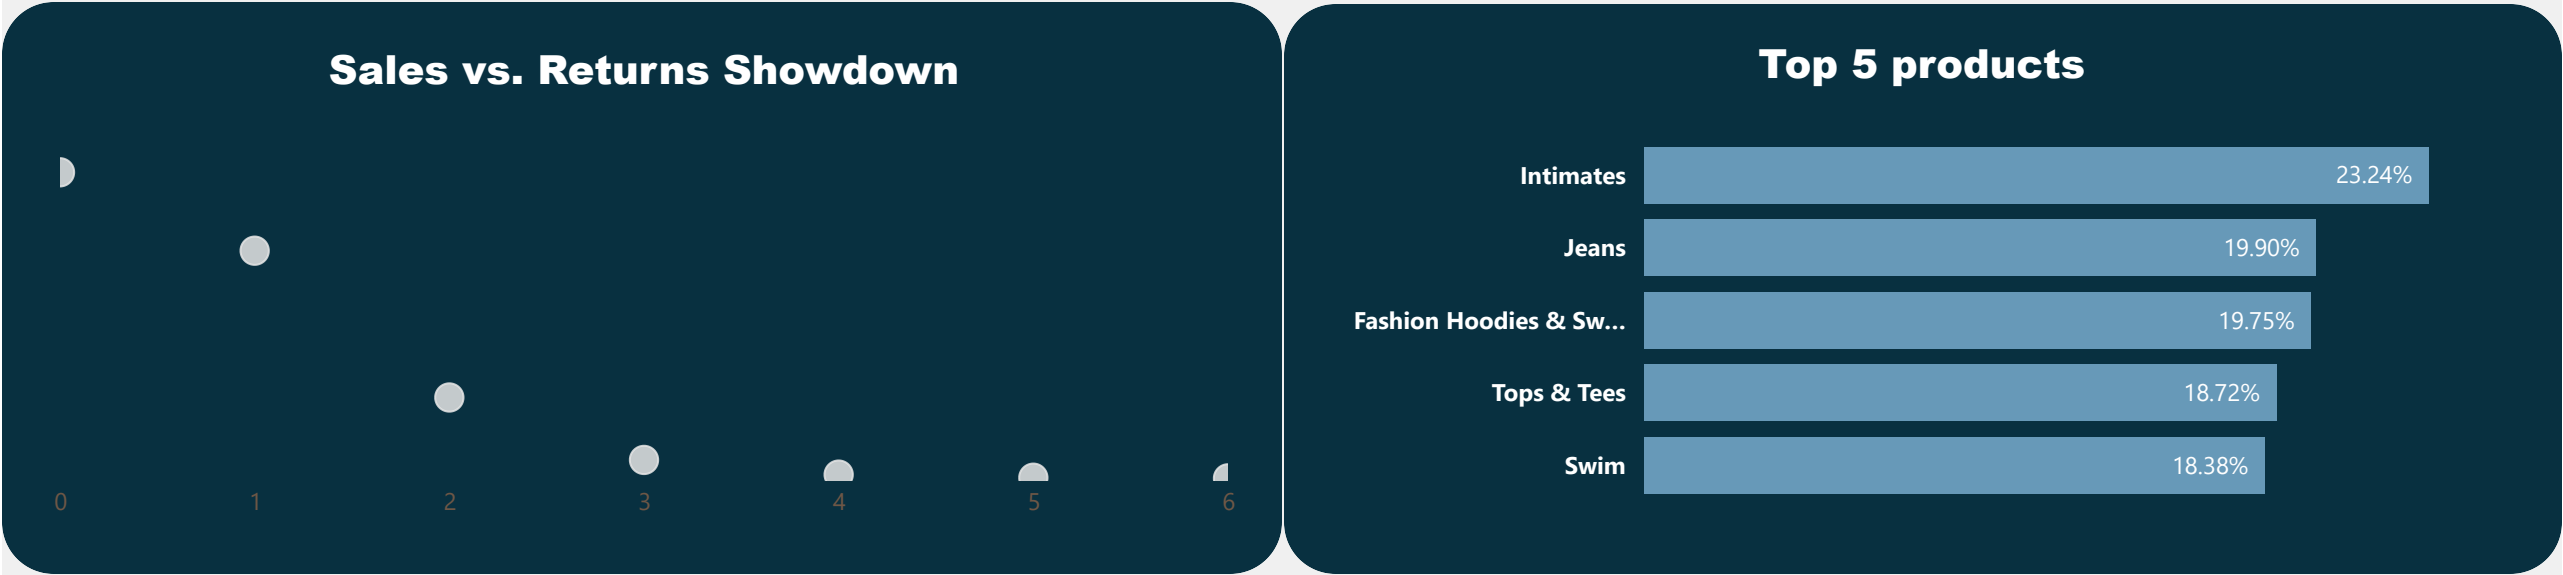 Sales vs. Returns Showdown
0 1 2 3 4 5 6
Top 5 products
Intimates 23.24%
Jeans 19.90%
Fashion Hoodies & Sw... 19.75%
Tops & Tees 18.72%
Swim 18.38%